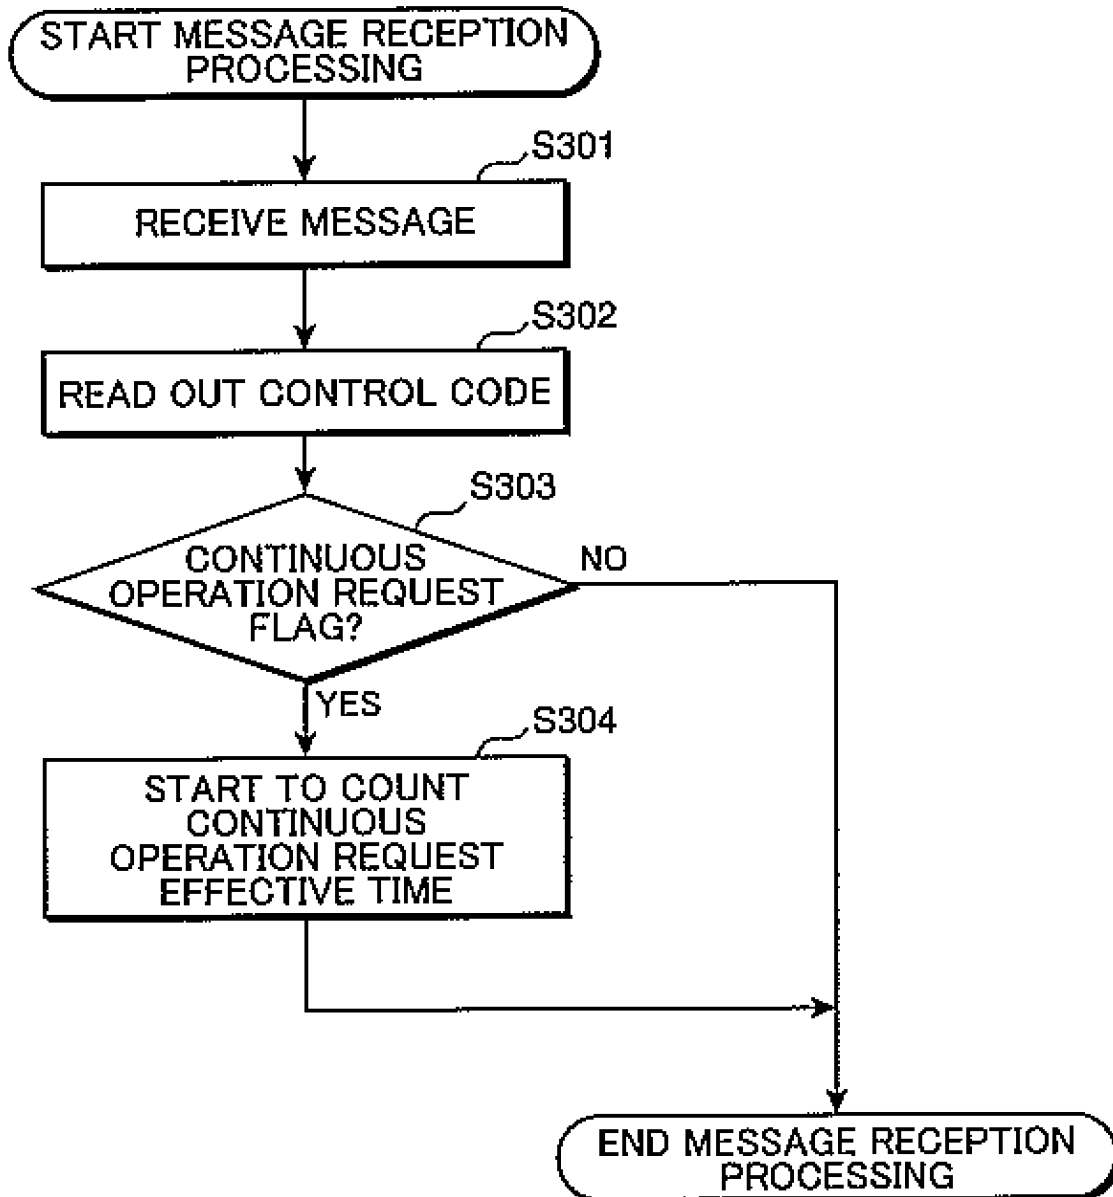 START MESSAGE RECEPTION
PROCESSING
S301
RECEIVE MESSAGE
S302
READ OUT CONTROL CODE
S303
CONTINUOUS
OPERATION REQUEST
FLAG?
NO
YES
S304
START TO COUNT
CONTINUOUS
OPERATION REQUEST
EFFECTIVE TIME
END MESSAGE RECEPTION
PROCESSING